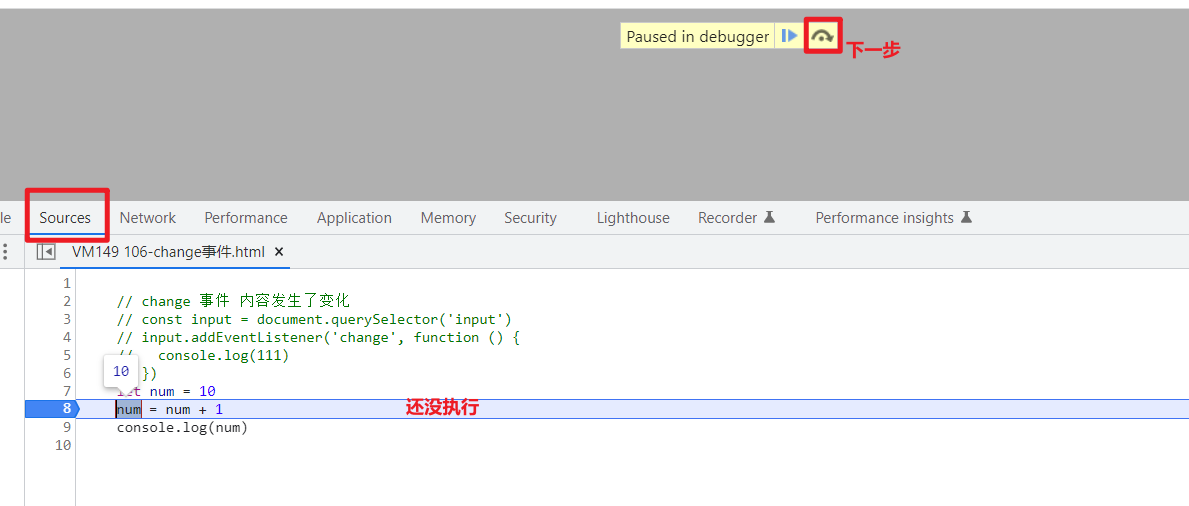 Paused in debugger
下一步
le Sources Network Performance Application Memory Security Lighthouse Recorder Performance insights
VM149 106-change事件.html ×
1
2 // change 事件 内容发生了变化
3 // const input = document.querySelector('input')
4 // input.addEventListener('change', function () {
5 // console.log(111)
6 })
10
7 let num = 10
8 num = num + 1 还没执行
9 console.log(num)
10